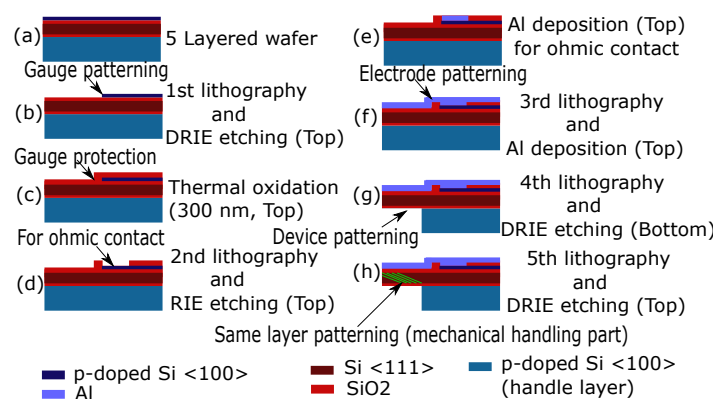 (a)
5 Layered wafer
Gauge patterning
(b)
1st lithography
and
DRIE etching (Top)
Gauge protection
(c)
Thermal oxidation
(300 nm, Top)
For ohmic contact
(d)
2nd lithography
and
RIE etching (Top)
(e)
Al deposition (Top)
for ohmic contact
Electrode patterning
(f)
3rd lithography
and
Al deposition (Top)
(g)
4th lithography
and
DRIE etching (Bottom)
Device patterning
(h)
5th lithography
and
DRIE etching (Top)
Same layer patterning (mechanical handling part)
p-doped Si <100>
Al
Si <111>
SiO2
p-doped Si <100>
(handle layer)